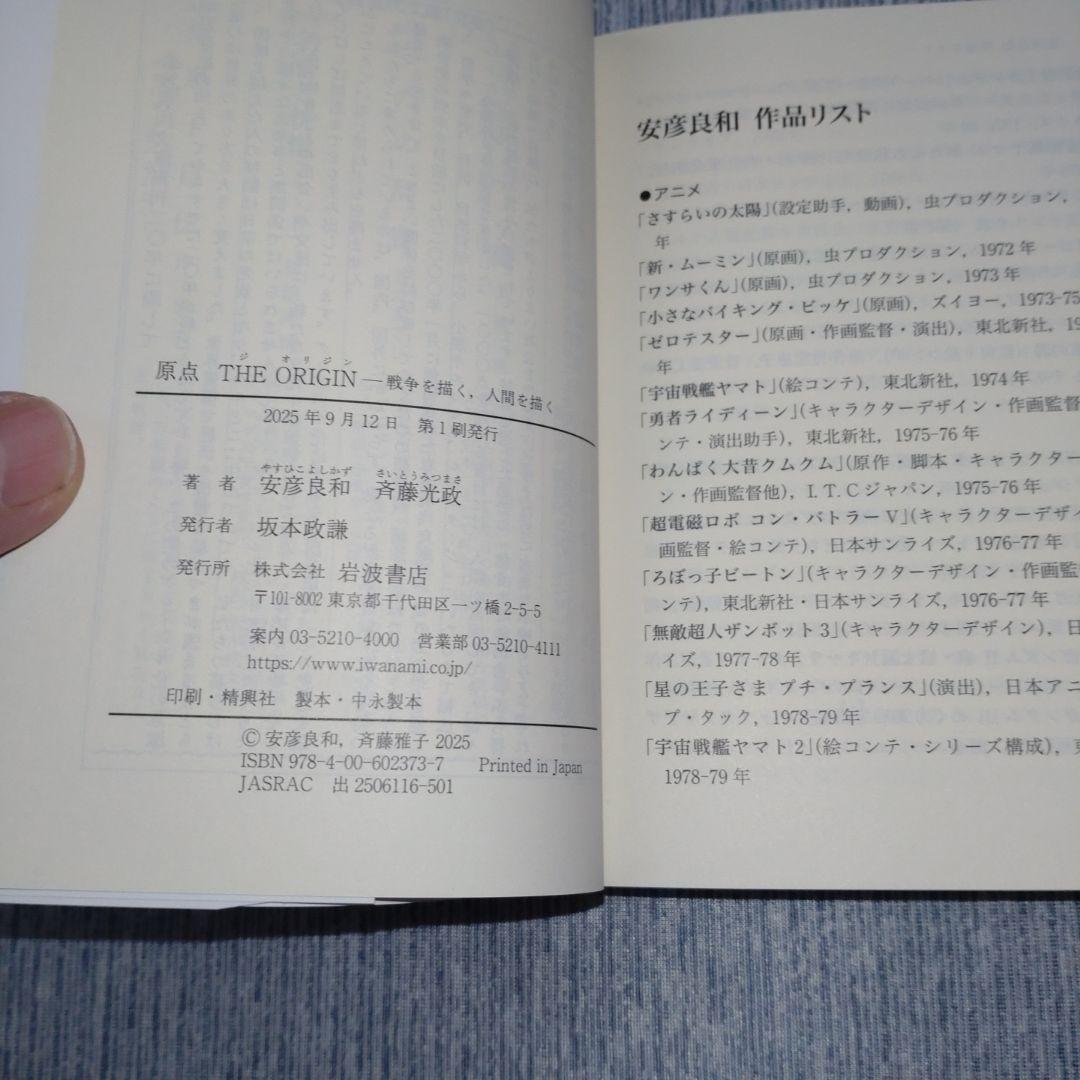 ジ オリジン
原点 THE ORIGIN―戦争を描く，人間を描く
2025年9月12日 第1刷発行
やすひこよしかず さいとうみつまさ
著者 安彦良和 斉藤光政
発行者 坂本政謙
発行所 株式会社 岩波書店
〒101-8002 東京都千代田区一ツ橋2-5-5
案内 03-5210-4000 営業部 03-5210-4111
https://www.iwanami.co.jp/
印刷・精興社 製本・中永製本
Ⓒ 安彦良和，斉藤雅子 2025
ISBN 978-4-00-602373-7 Printed in Japan
JASRAC 出 2506116-501
安彦良和 作品リスト
●アニメ
「さすらいの太陽」(設定助手，動画)，虫プロダクション，
年
「新・ムーミン」(原画)，虫プロダクション，1972年
「ワンサくん」(原画)，虫プロダクション，1973年
「小さなバイキング・ビッケ」(原画)，ズイヨー，1973-75
「ゼロテスター」(原画・作画監督・演出)，東北新社，19
年
「宇宙戦艦ヤマト」(絵コンテ)，東北新社，1974年
「勇者ライディーン」(キャラクターデザイン・作画監督
ンテ・演出助手)，東北新社，1975-76年
「わんぱく大昔クムクム」(原作・脚本・キャラクター
ン・作画監督他)，I.T.Cジャパン，1975-76年
「超電磁ロボ コン・バトラーV」(キャラクターデザイ
画監督・絵コンテ)，日本サンライズ，1976-77年
「ろぼっ子ビートン」(キャラクターデザイン・作画監
ンテ)，東北新社・日本サンライズ，1976-77年
「無敵超人ザンボット3」(キャラクターデザイン)，日
イズ，1977-78年
「星の王子さま プチ・プランス」(演出)，日本アニ
プ・タック，1978-79年
「宇宙戦艦ヤマト2」(絵コンテ・シリーズ構成)，東
1978-79年